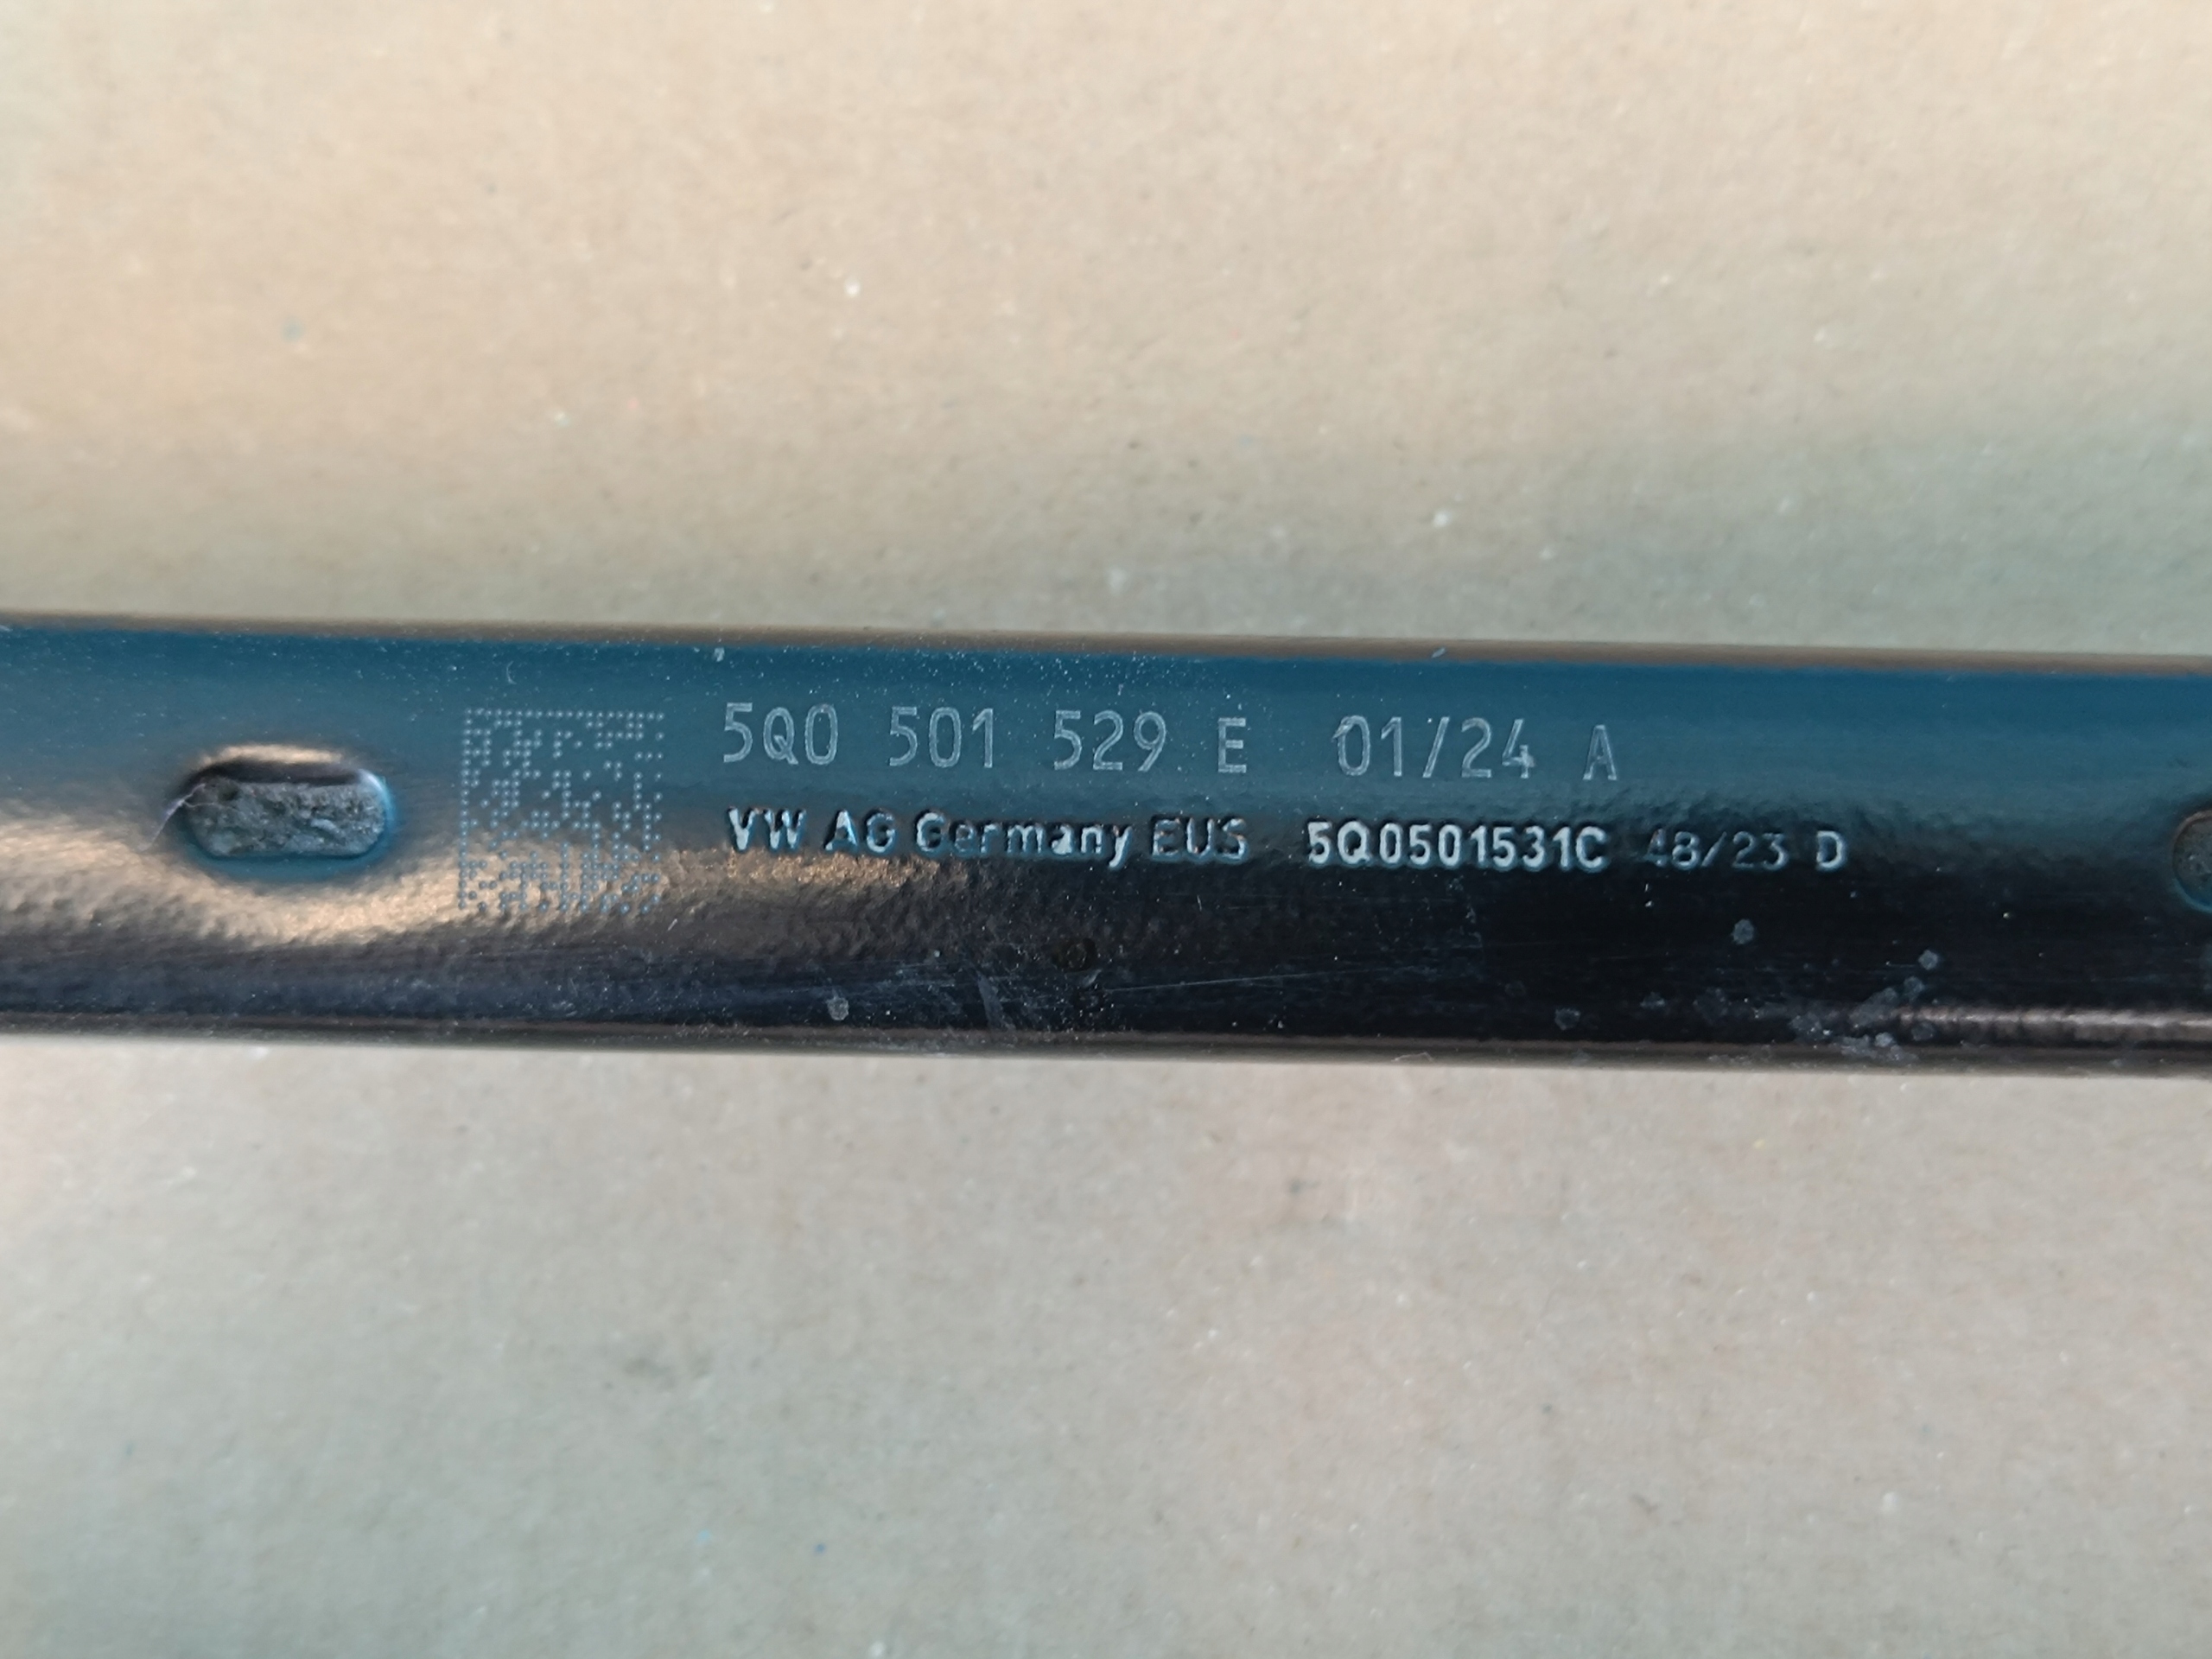 5Q0 501 529 E 01/24 A
VW AG Germany EUS 5Q0501531C 48/23 D